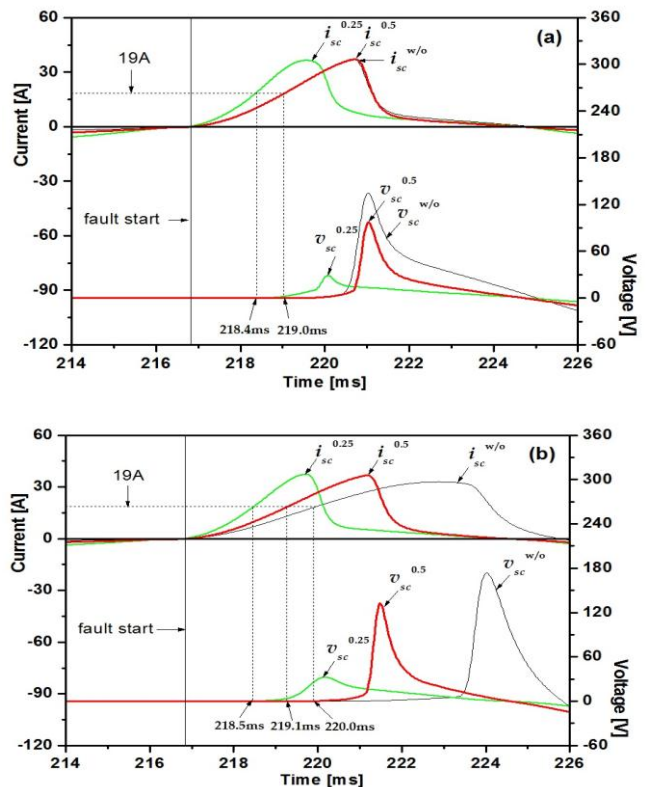 60
30
0
-30
-60
-90
-120
Current [A]
360
300
240
180
120
60
0
-60
Voltage [V]
(a)
19A
i_sc^0.25
i_sc^0.5
i_sc^w/o
fault start
v_sc^0.25
v_sc^0.5
v_sc^w/o
218.4ms
219.0ms
214 216 218 220 222 224 226
Time [ms]
60
30
0
-30
-60
-90
-120
Current [A]
360
300
240
180
120
60
0
-60
Voltage [V]
(b)
19A
i_sc^0.25
i_sc^0.5
i_sc^w/o
fault start
v_sc^0.25
v_sc^0.5
v_sc^w/o
218.5ms
219.1ms
220.0ms
214 216 218 220 221 222 224 226
Time [ms]